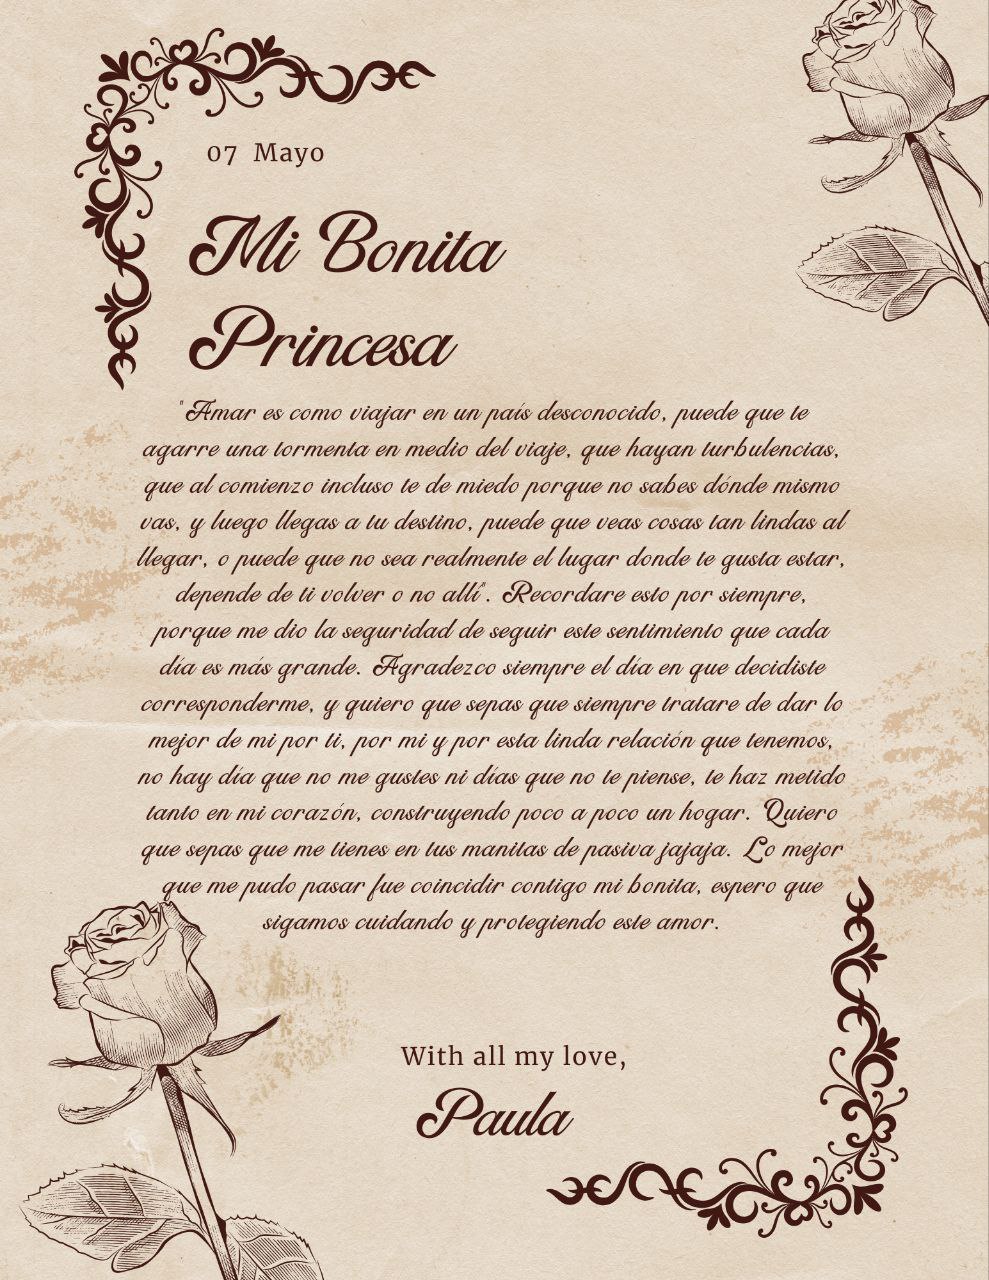 07 Mayo
Mi Bonita
Princesa
"Amar es como viajar en un país desconocido, puede que te
agarre una tormenta en medio del viaje, que hayan turbulencias,
que al comienzo incluso te de miedo porque no sabes dónde mismo
vas, y luego llegas a tu destino, puede que veas cosas tan lindas al
llegar, o puede que no sea realmente el lugar donde te gusta estar,
depende de ti volver o no allí". Recordare esto por siempre,
porque me dio la seguridad de seguir este sentimiento que cada
día es más grande. Agradezco siempre el día en que decidiste
corresponderme, y quiero que sepas que siempre tratare de dar lo
mejor de mi por ti, por mi y por esta linda relación que tenemos,
no hay día que no me gustes ni días que no te piense, te haz metido
tanto en mi corazón, construyendo poco a poco un hogar. Quiero
que sepas que me tienes en tus manitas de pasiva jajaja. Lo mejor
que me pudo pasar fue coincidir contigo mi bonita, espero que
sigamos cuidando y protegiendo este amor.
With all my love,
Paula